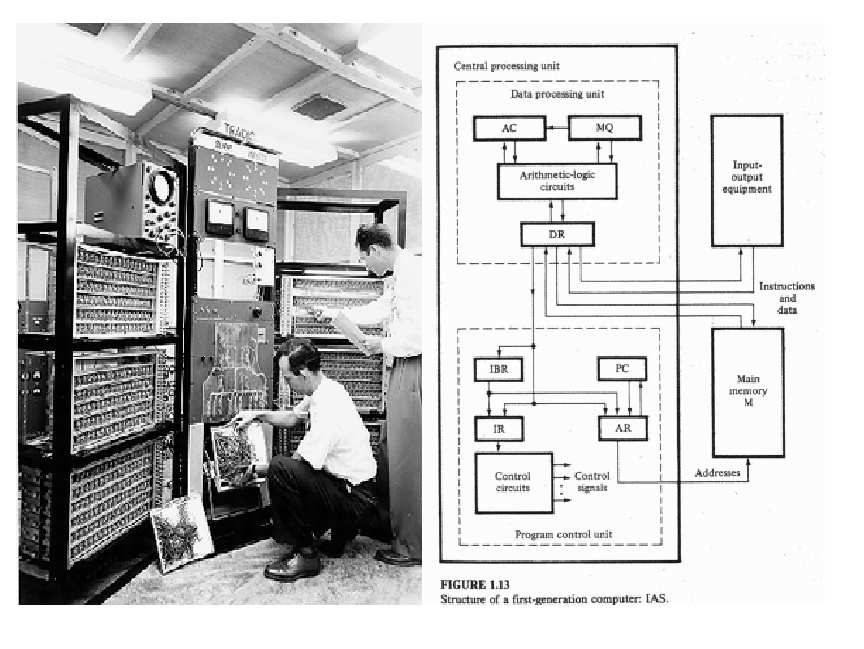 TRADIC
Central processing unit
Data processing unit
AC
MQ
Arithmetic-logic
circuits
DR
Input-
output
equipment
Instructions
and
data
IBR
PC
Main
memory
M
IR
AR
Addresses
Control
circuits
Control
signals
Program control unit
FIGURE 1.13
Structure of a first-generation computer: IAS.